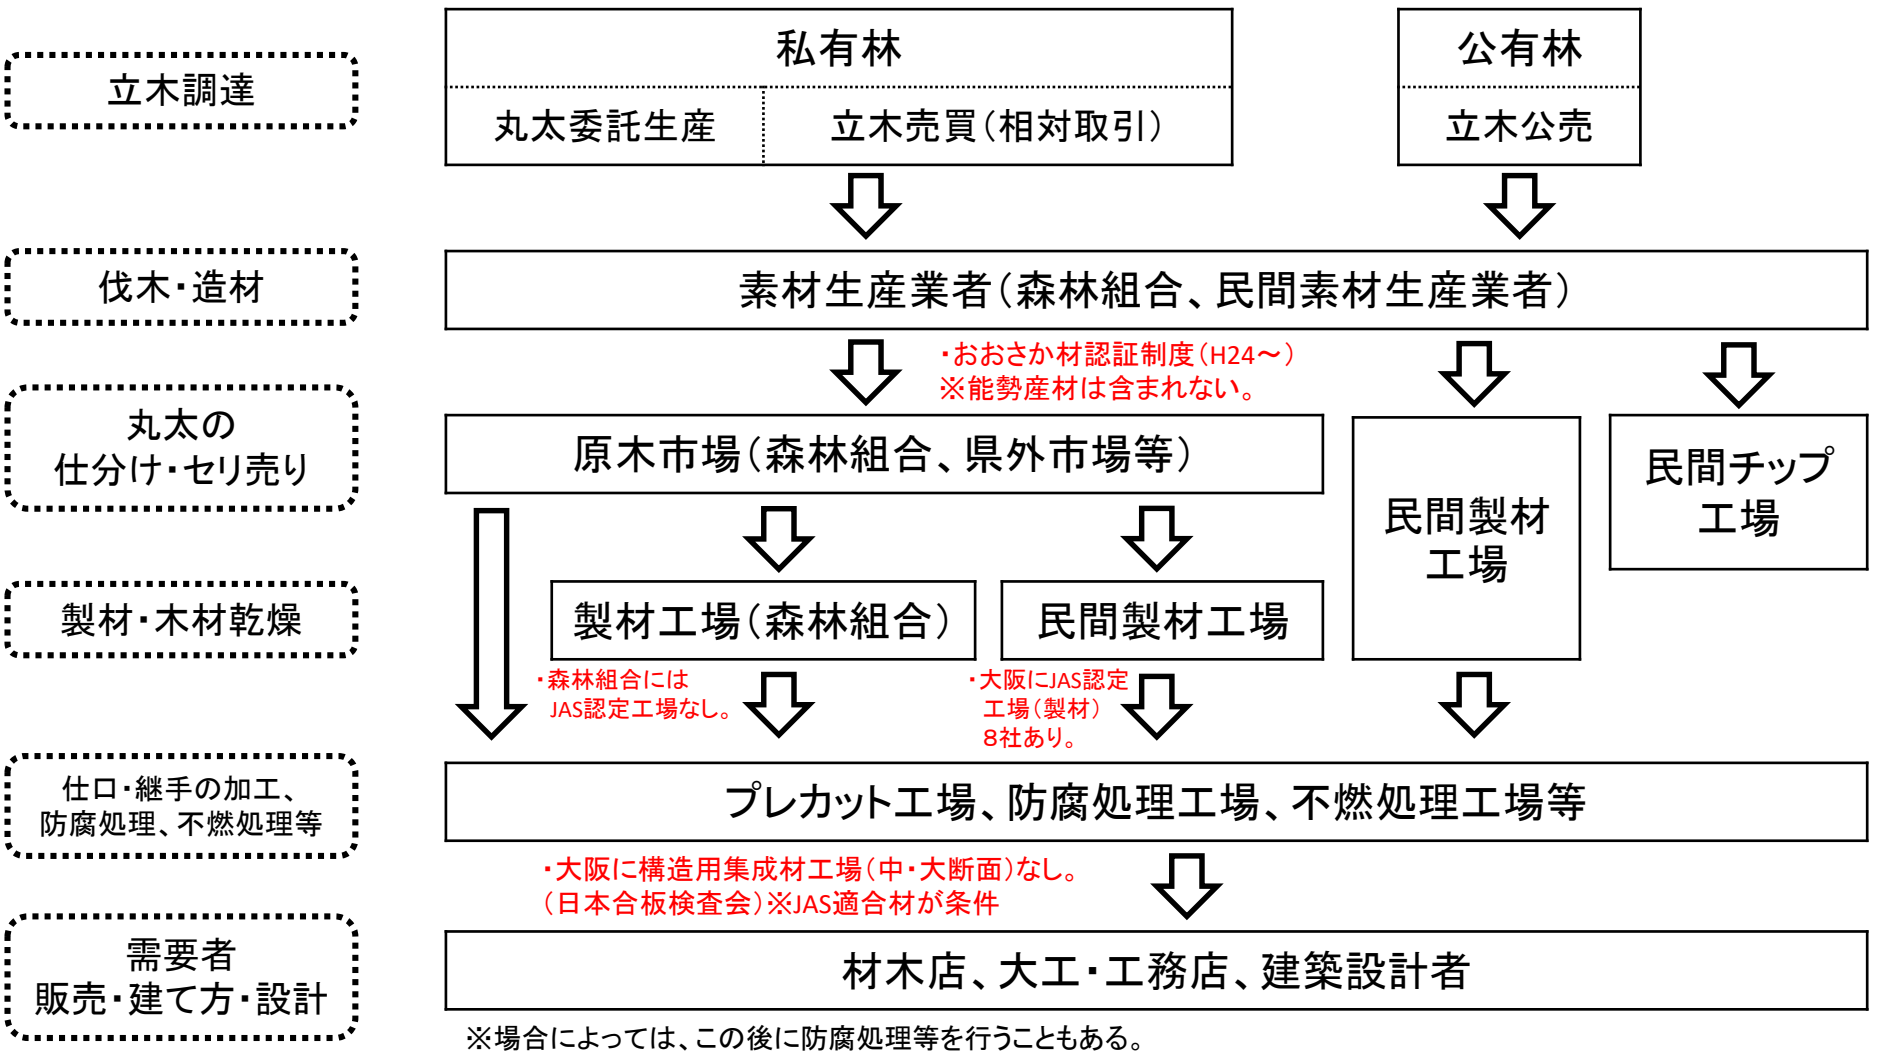 立木調達
私有林
丸太委託生産
立木売買(相対取引)
公有林
立木公売
伐木・造材
素材生産業者(森林組合、民間素材生産業者)
・おおさか材認証制度(H24～)
※能勢産材は含まれない。
丸太の
仕分け・セリ売り
原木市場(森林組合、県外市場等)
民間製材
工場
民間チップ
工場
製材・木材乾燥
製材工場(森林組合)
民間製材工場
・森林組合には
JAS認定工場なし。
・大阪にJAS認定
工場(製材)
８社あり。
仕口・継手の加工、
防腐処理、不燃処理等
プレカット工場、防腐処理工場、不燃処理工場等
・大阪に構造用集成材工場(中・大断面)なし。
(日本合板検査会)※JAS適合材が条件
需要者
販売・建て方・設計
材木店、大工・工務店、建築設計者
※場合によっては、この後に防腐処理等を行うこともある。